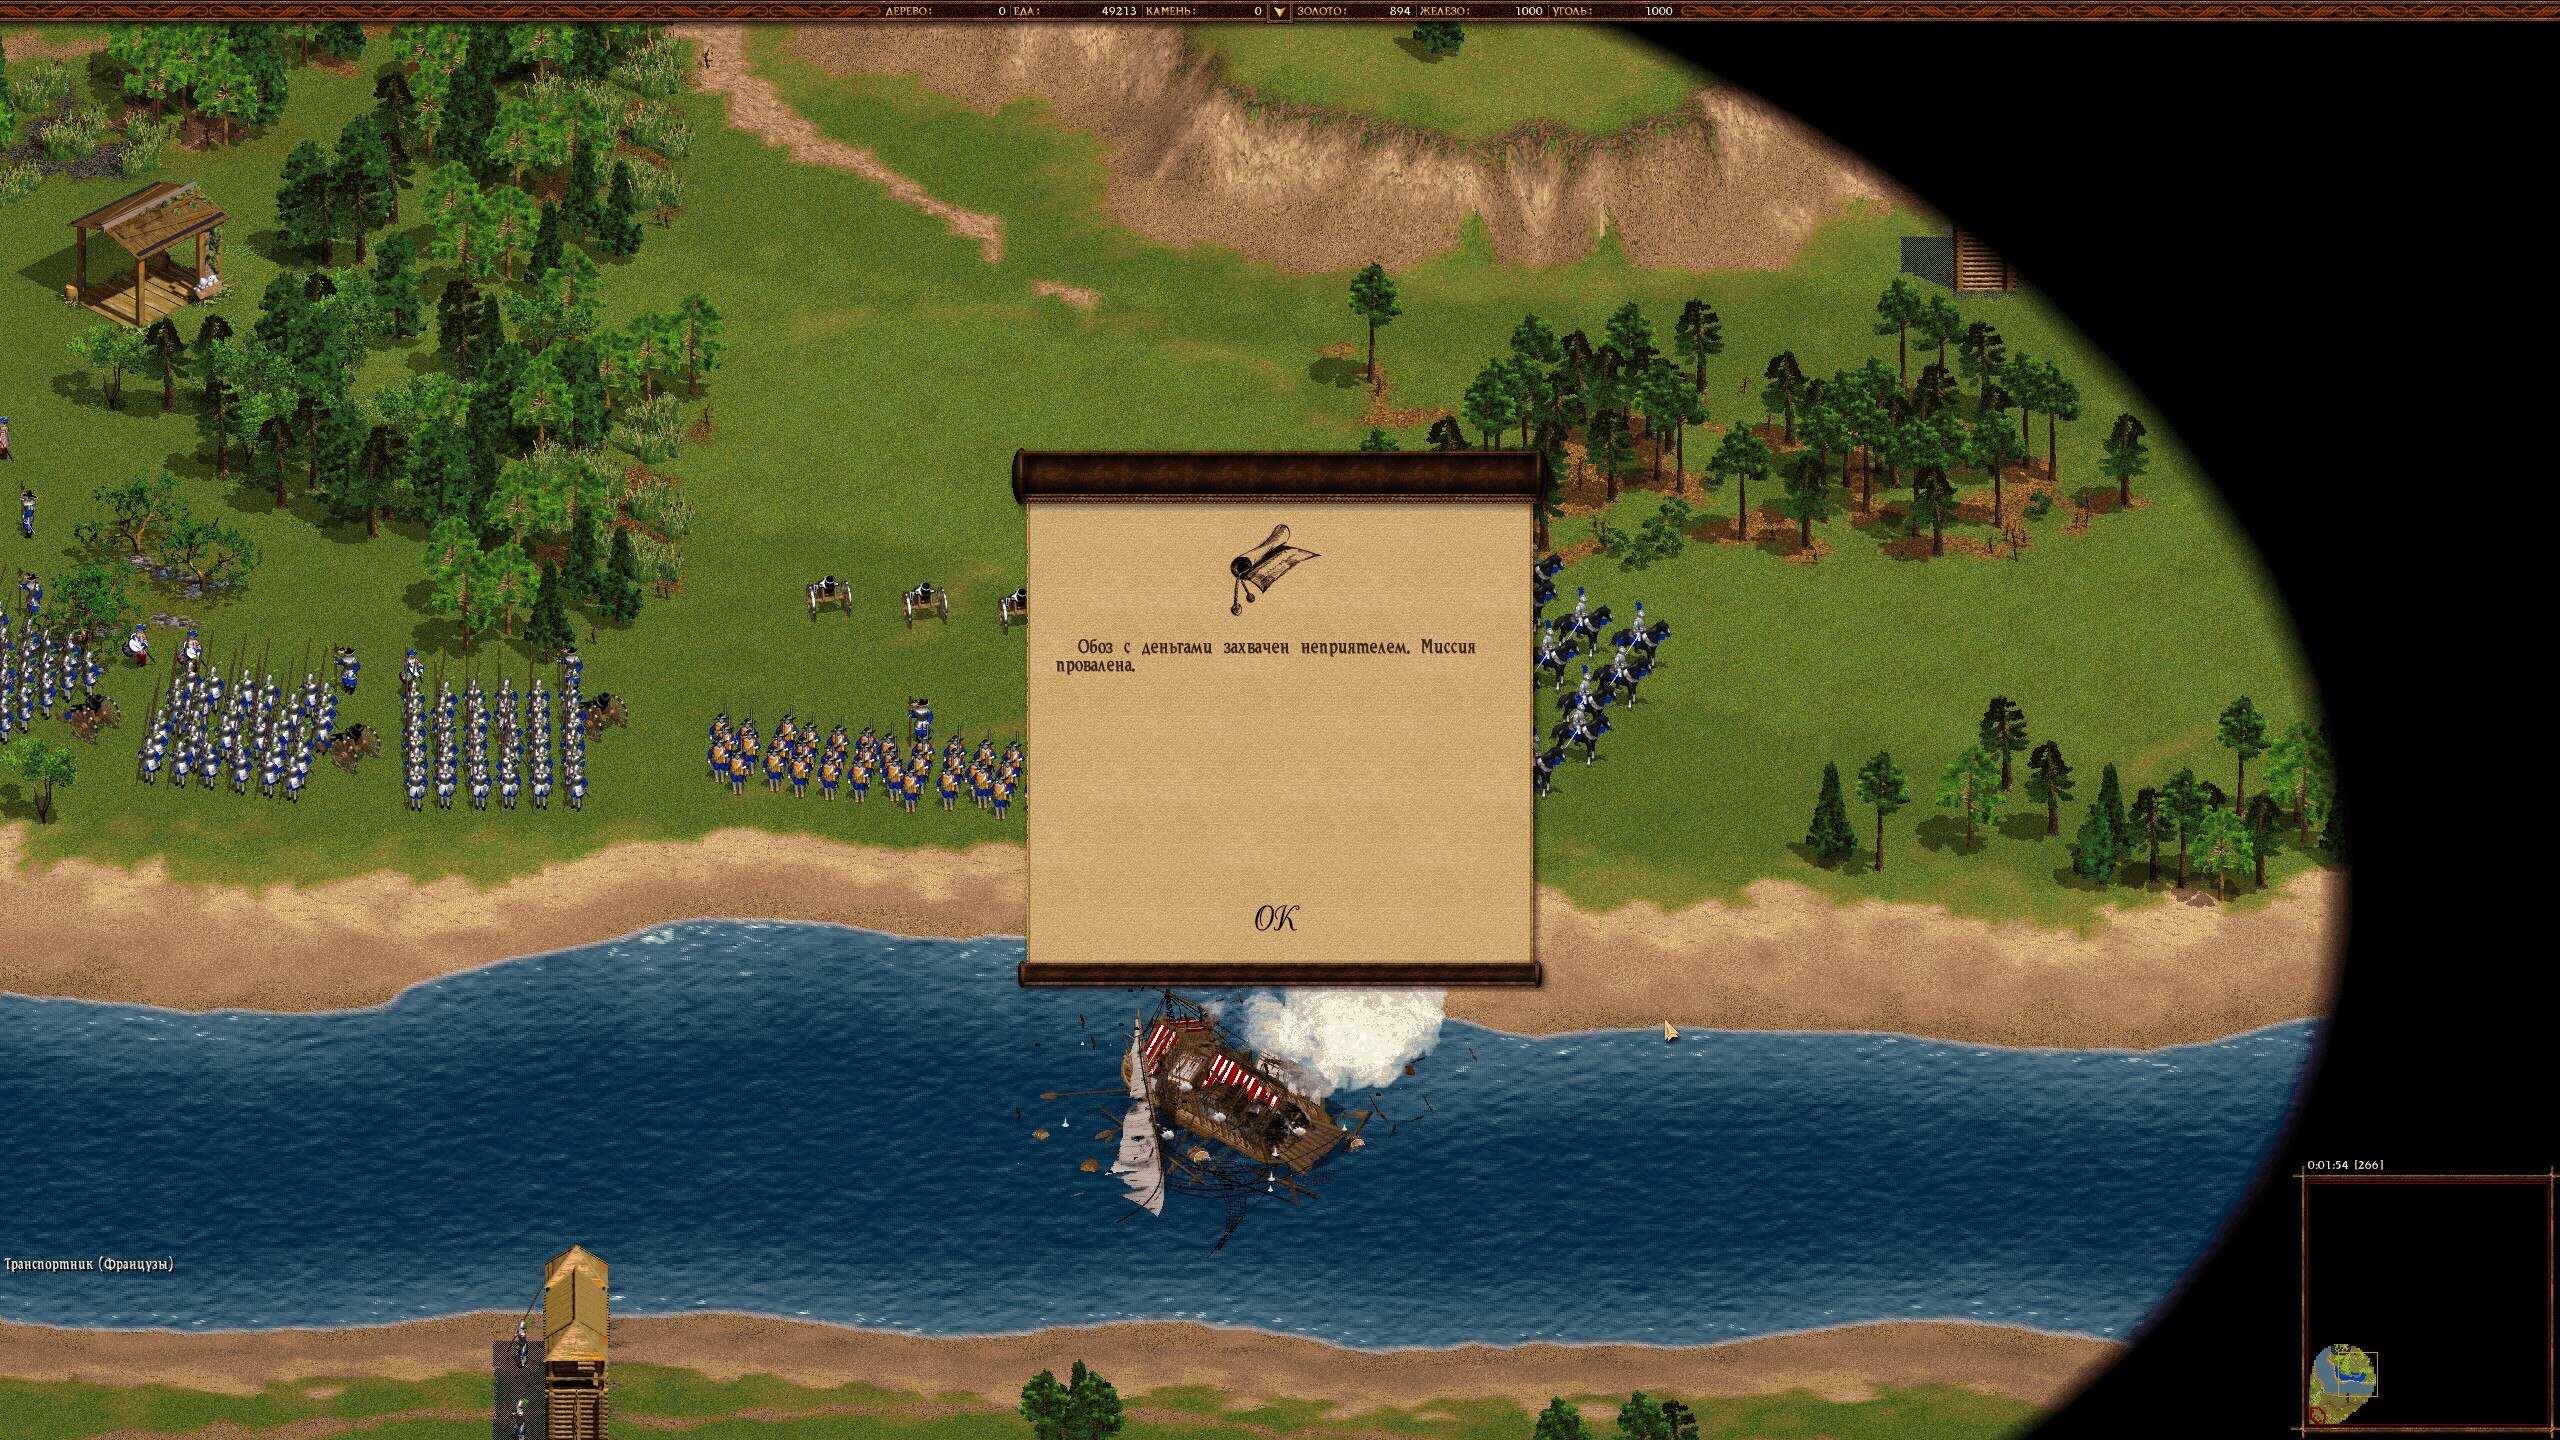 ДЕРЕВО: 0 ЕДА: 49213 КАМЕНЬ: 0 ЗОЛОТО: 894 ЖЕЛЕЗО: 1000 УГОЛЬ: 1000
Обоз с деньгами захвачен неприятелем. Миссия
провалена.
OK
0:01:54 [266]
Транспортник (Французы)